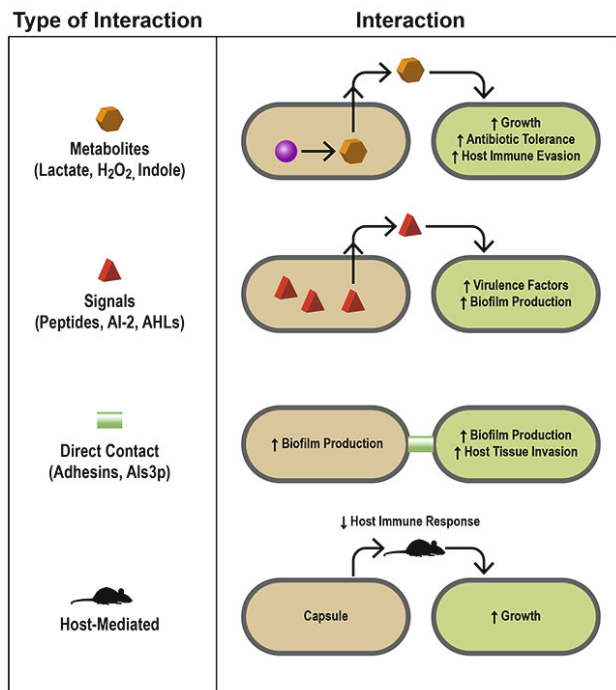 Type of Interaction
Interaction
Metabolites
(Lactate, H₂O₂, Indole)
↑ Growth
↑ Antibiotic Tolerance
↑ Host Immune Evasion
Signals
(Peptides, AI-2, AHLs)
↑ Virulence Factors
↑ Biofilm Production
Direct Contact
(Adhesins, Als3p)
↑ Biofilm Production
↑ Biofilm Production
↑ Host Tissue Invasion
Host-Mediated
↓ Host Immune Response
Capsule
↑ Growth